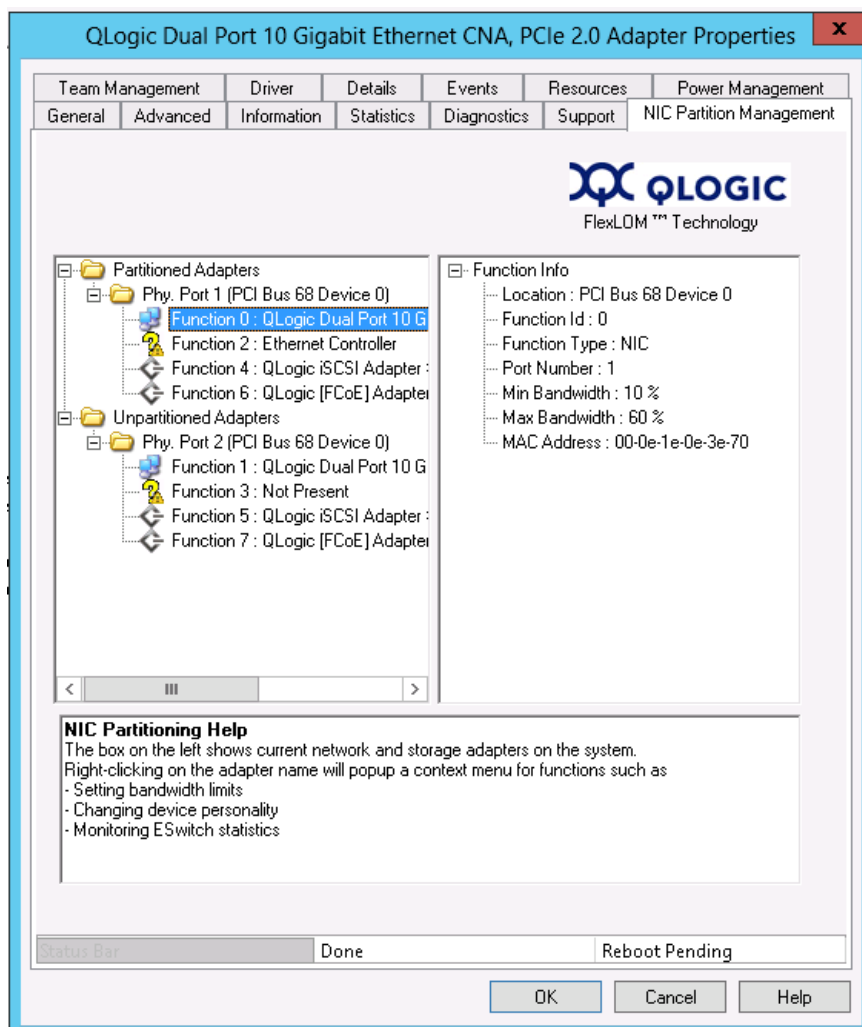 QLogic Dual Port 10 Gigabit Ethernet CNA, PCIe 2.0 Adapter Properties x
Team Management Driver Details Events Resources Power Management
General Advanced Information Statistics Diagnostics Support NIC Partition Management
QLOGIC
FlexLOM ™ Technology
Partitioned Adapters
Phy. Port 1 (PCI Bus 68 Device 0)
Function 0 : QLogic Dual Port 10 G
Function 2 : Ethernet Controller
Function 4 : QLogic iSCSI Adapter
Function 6 : QLogic [FCoE] Adapter
Unpartitioned Adapters
Phy. Port 2 (PCI Bus 68 Device 0)
Function 1 : QLogic Dual Port 10 G
Function 3 : Not Present
Function 5 : QLogic iSCSI Adapter
Function 7 : QLogic [FCoE] Adapter
Function Info
Location : PCI Bus 68 Device 0
Function Id : 0
Function Type : NIC
Port Number : 1
Min Bandwidth : 10 %
Max Bandwidth : 60 %
MAC Address : 00-0e-1e-0e-3e-70
NIC Partitioning Help
The box on the left shows current network and storage adapters on the system.
Right-clicking on the adapter name will popup a context menu for functions such as
- Setting bandwidth limits
- Changing device personality
- Monitoring ESwitch statistics
Status Bar Done Reboot Pending
OK Cancel Help